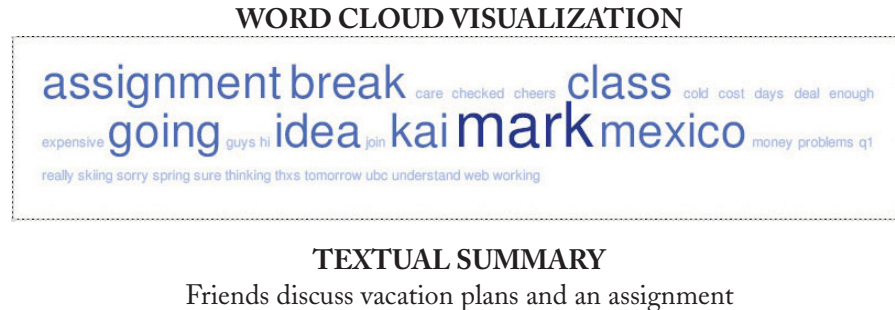 WORD CLOUD VISUALIZATION
assignment break care checked cheers class cold cost days deal enough
expensive going guys hi idea join kai mark mexico money problems q1
really skiing sorry spring sure thinking thxs tomorrow ubc understand web working
TEXTUAL SUMMARY
Friends discuss vacation plans and an assignment